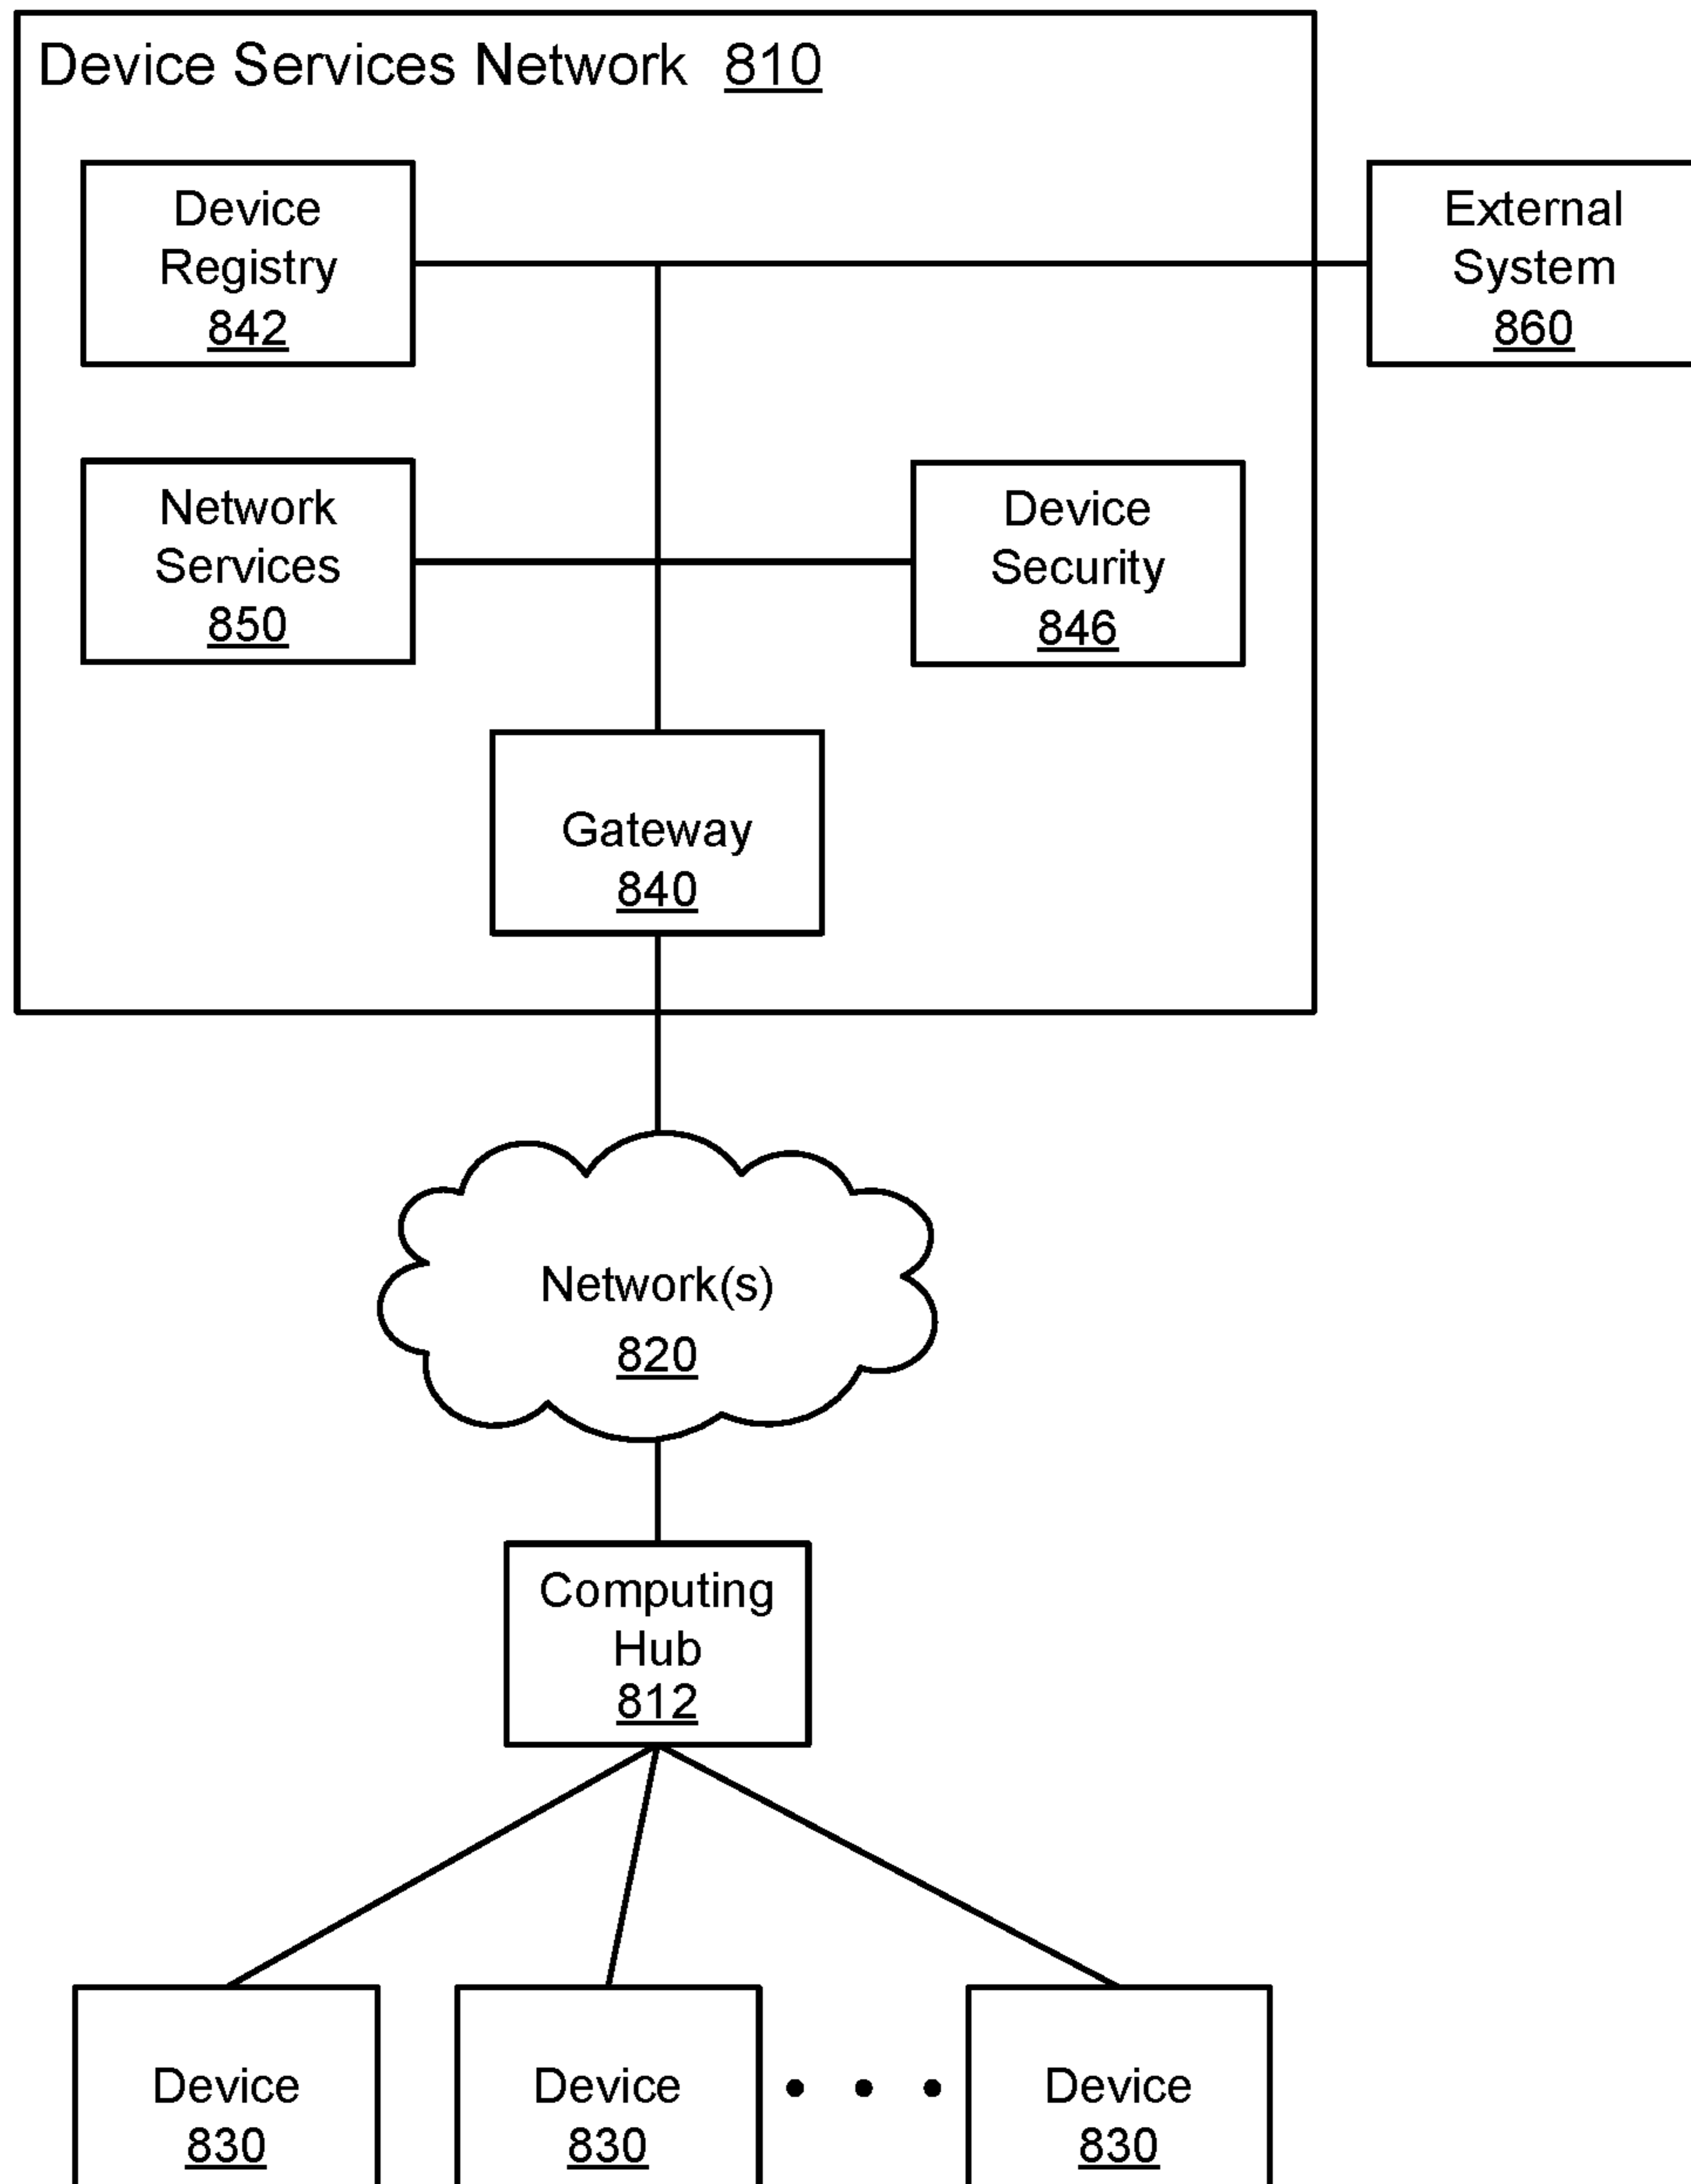 Device Services Network 810
Device
Registry
842
External
System
860
Network
Services
850
Device
Security
846
Gateway
840
Network(s)
820
Computing
Hub
812
Device
830
Device
830
Device
830